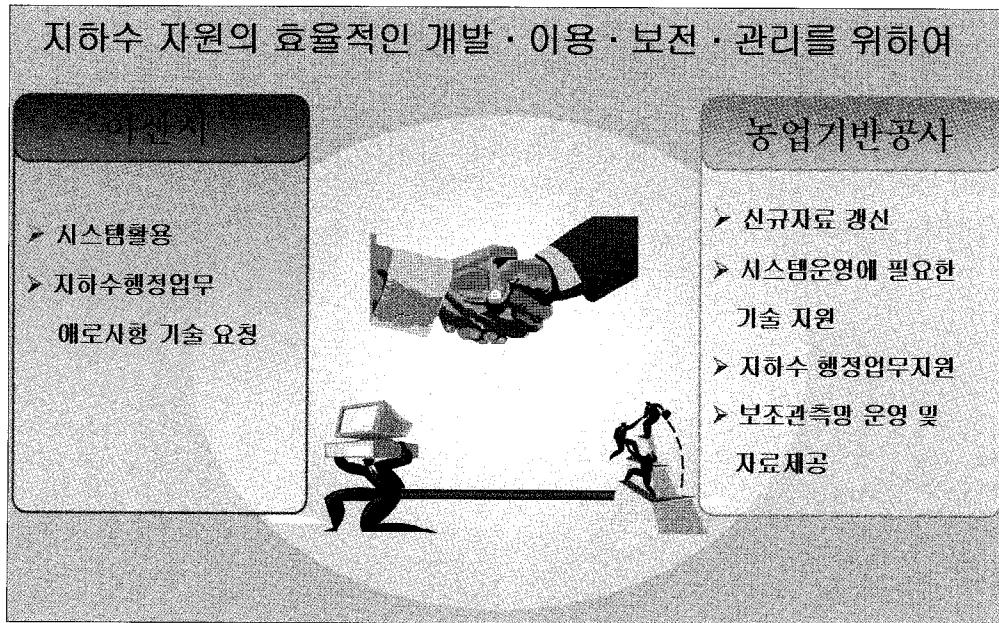 지하수 자원의 효율적인 개발 · 이용 · 보전 · 관리를 위하여
아산시
➢ 시스템활용
➢ 지하수행정업무
애로사항 기술 요청
농업기반공사
➢ 신규자료 갱신
➢ 시스템운영에 필요한
기술 지원
➢ 지하수 행정업무지원
➢ 보조관측망 운영 및
자료제공